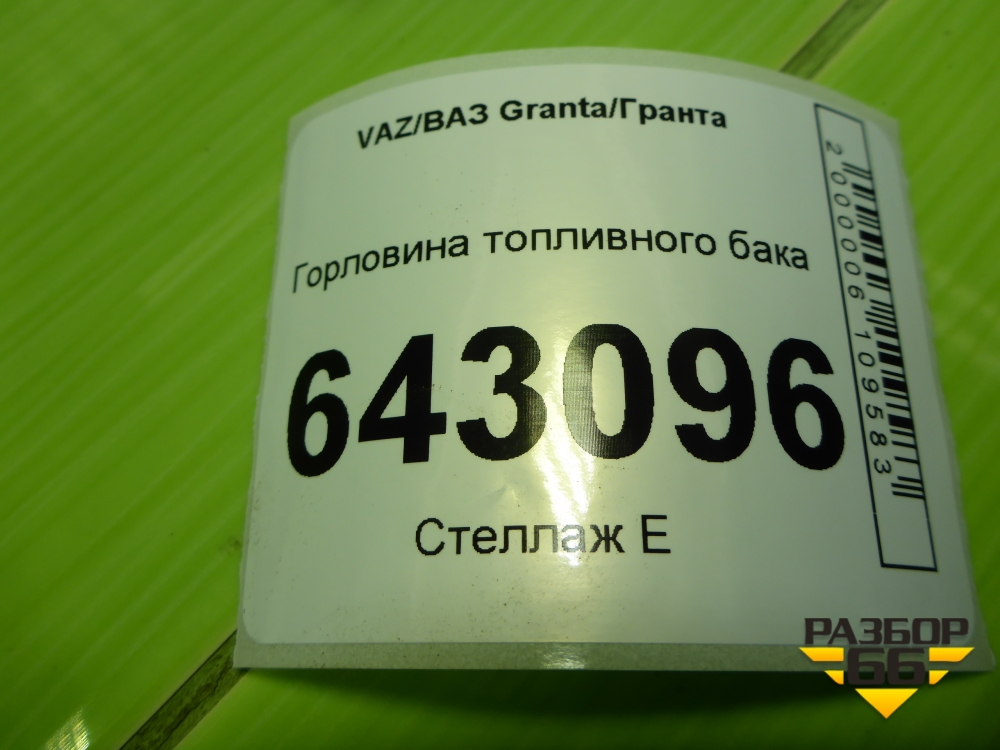 VAZ/ВАЗ Granta/Гранта
Горловина топливного бака
643096
Стеллаж Е
2000006109583
РАЗБОР
66